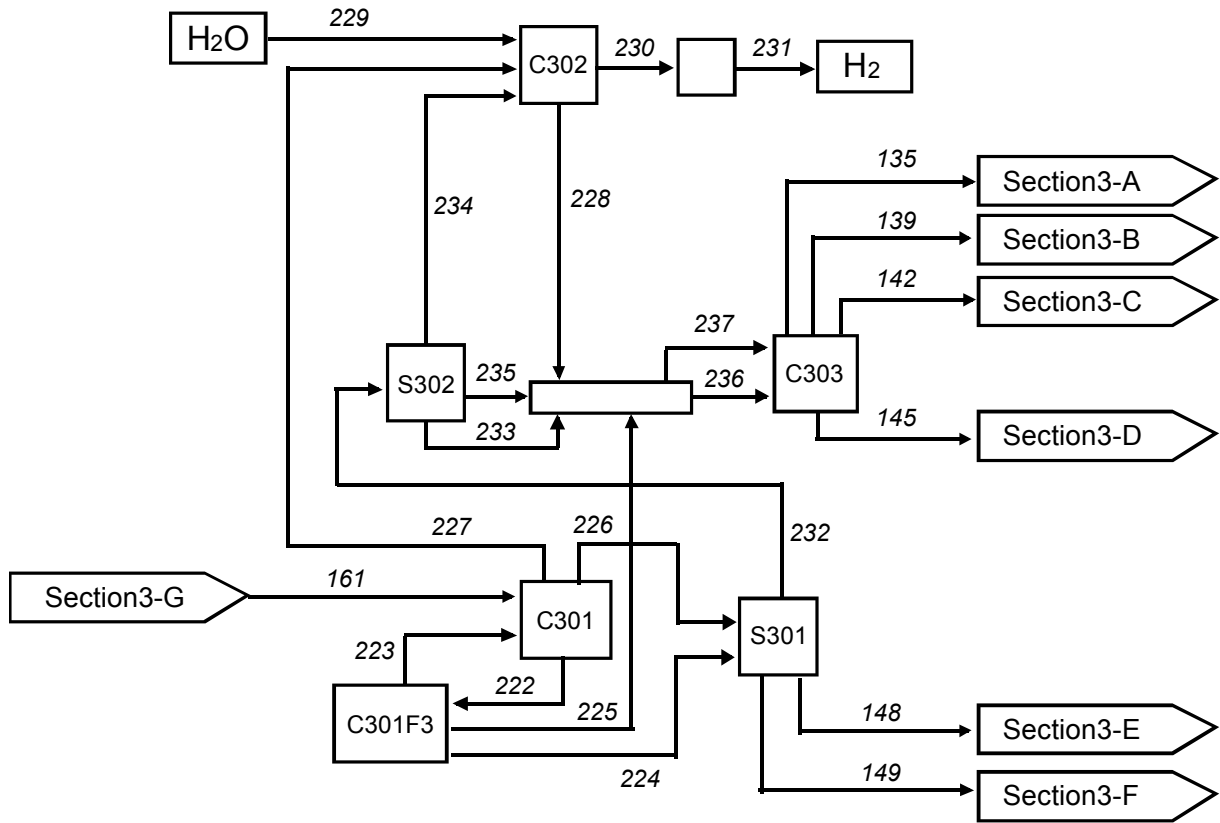 229
H2O
C302
230
231
H2
135
Section3-A
234
228
139
Section3-B
142
Section3-C
237
S302
235
236
C303
233
145
Section3-D
227
226
232
Section3-G
161
C301
S301
223
222
C301F3
225
148
Section3-E
224
149
Section3-F